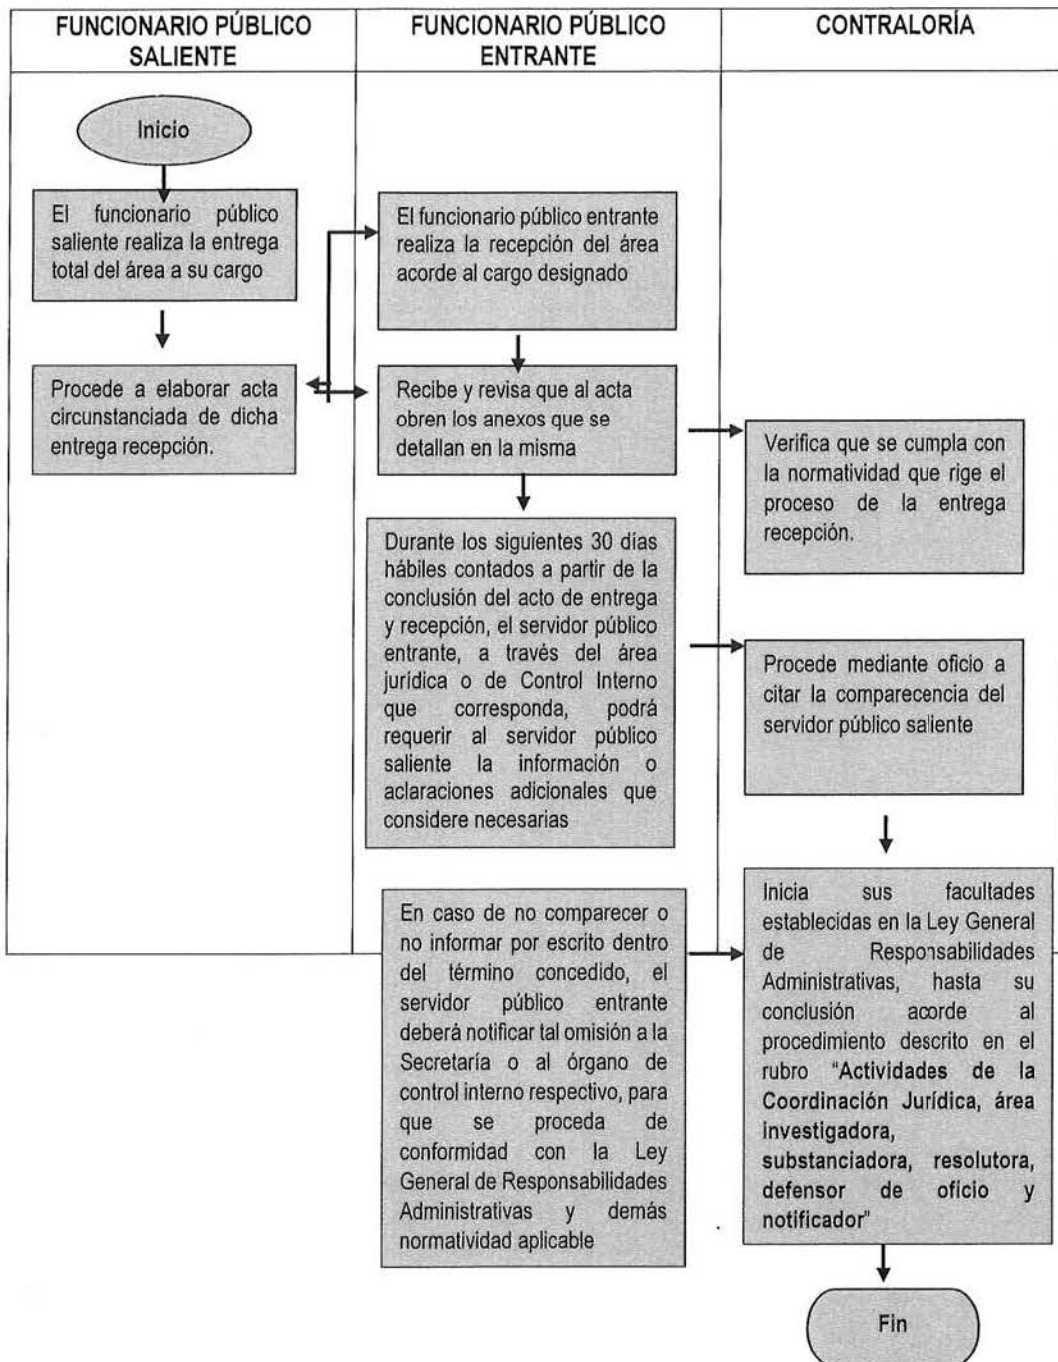 FUNCIONARIO PÚBLICO
SALIENTE
FUNCIONARIO PÚBLICO
ENTRANTE
CONTRALORÍA
Inicio
El funcionario público
saliente realiza la entrega
total del área a su cargo
El funcionario público entrante
realiza la recepción del área
acorde al cargo designado
Procede a elaborar acta
circunstanciada de dicha
entrega recepción.
Recibe y revisa que al acta
obren los anexos que se
detallan en la misma
Verifica que se cumpla con
la normatividad que rige el
proceso de la entrega
recepción.
Durante los siguientes 30 días
hábiles contados a partir de la
conclusión del acto de entrega
y recepción, el servidor público
entrante, a través del área
jurídica o de Control Interno
que corresponda, podrá
requerir al servidor público
saliente la información o
aclaraciones adicionales que
considere necesarias
Procede mediante oficio a
citar la comparecencia del
servidor público saliente
En caso de no comparecer o
no informar por escrito dentro
del término concedido, el
servidor público entrante
deberá notificar tal omisión a la
Secretaría o al órgano de
control interno respectivo, para
que se proceda de
conformidad con la Ley
General de Responsabilidades
Administrativas y demás
normatividad aplicable
Inicia sus facultades
establecidas en la Ley General
de Responsabilidades
Administrativas, hasta su
conclusión acorde al
procedimiento descrito en el
rubro "Actividades de la
Coordinación Jurídica, área
investigadora,
substanciadora, resolutora,
defensor de oficio y
notificador"
Fin